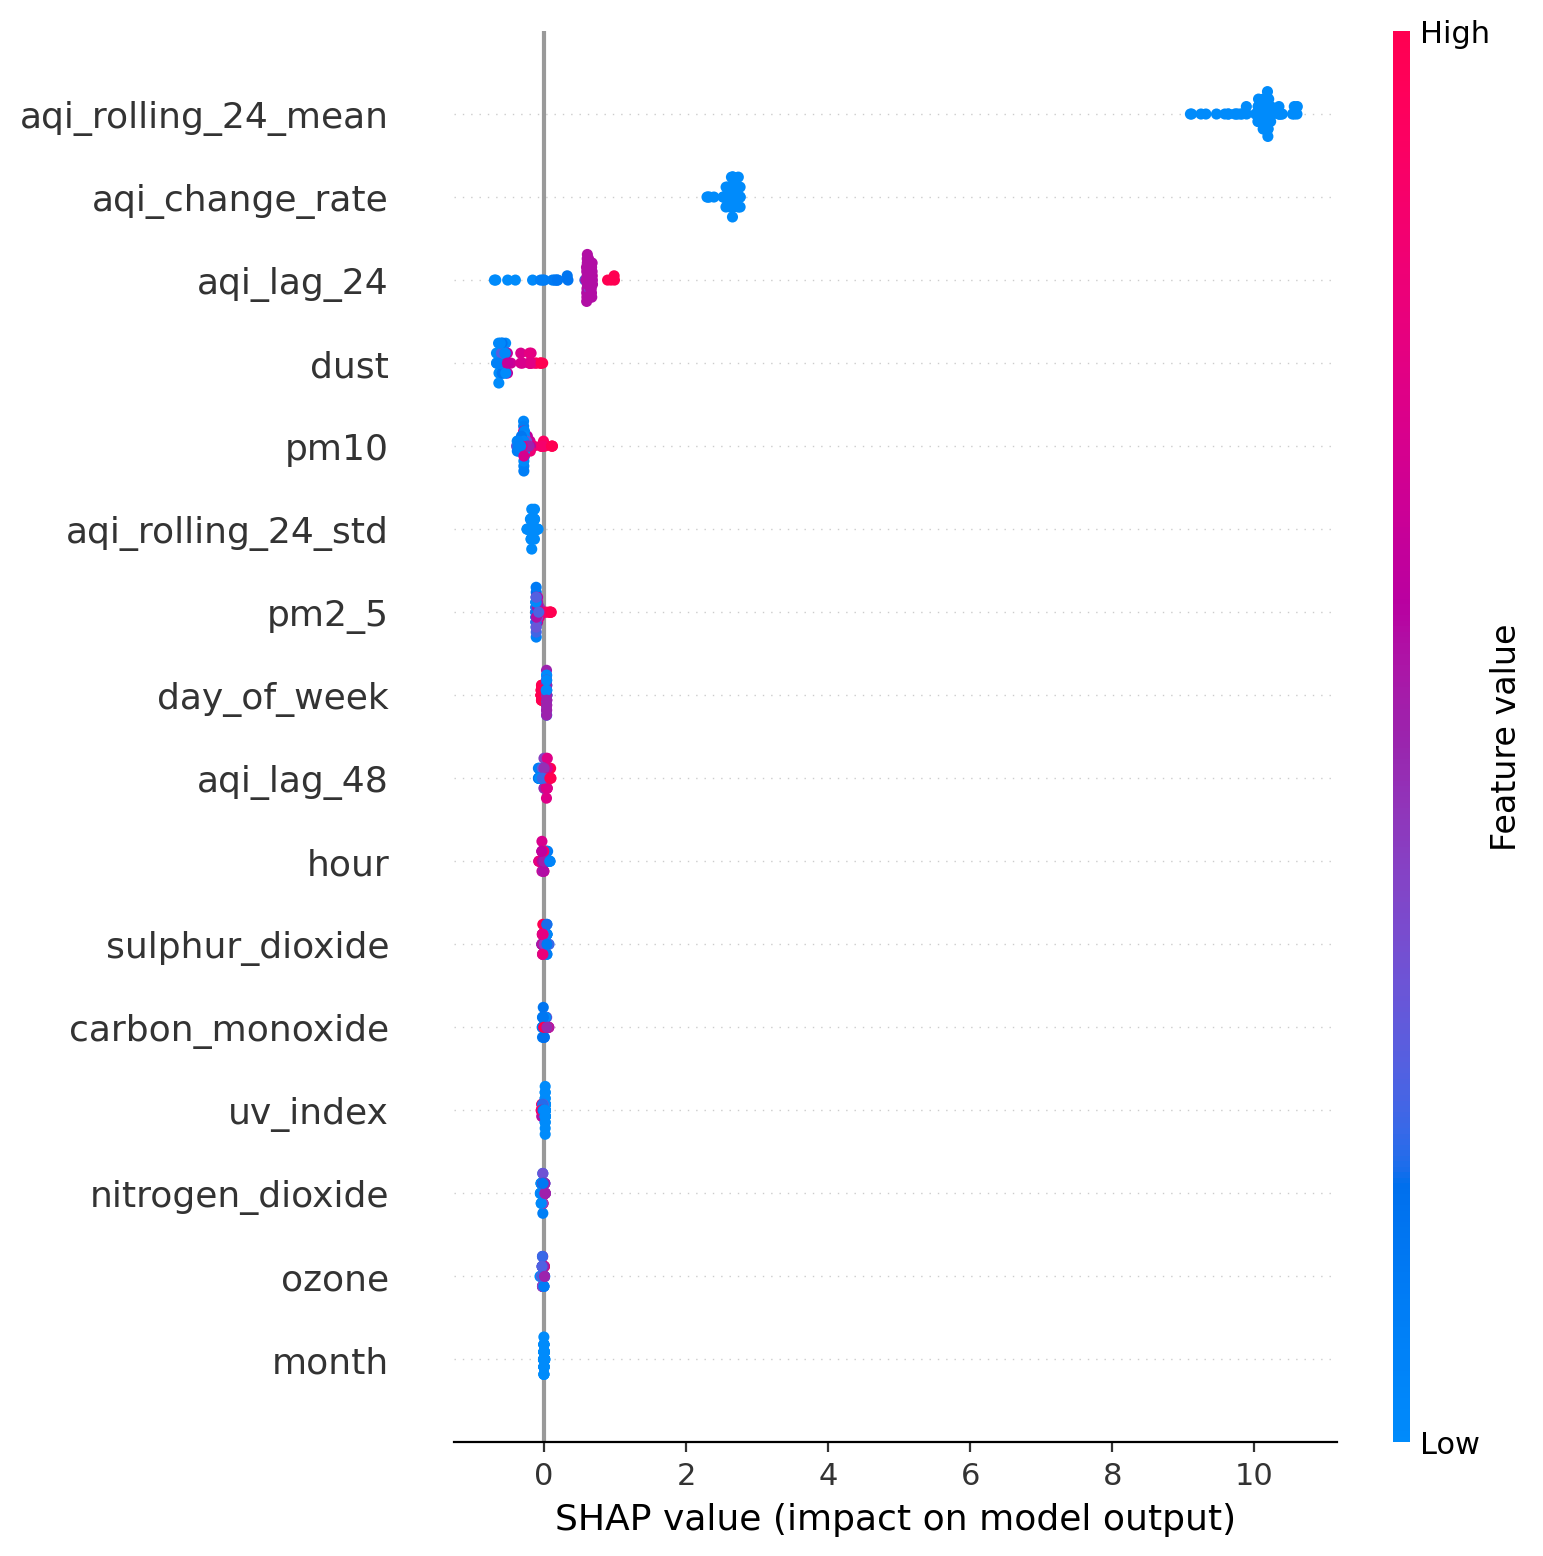 High
aqi_rolling_24_mean
aqi_change_rate
aqi_lag_24
dust
pm10
aqi_rolling_24_std
pm2_5
day_of_week
aqi_lag_48
hour
sulphur_dioxide
carbon_monoxide
uv_index
nitrogen_dioxide
ozone
month
Feature value
Low
0 2 4 6 8 10
SHAP value (impact on model output)